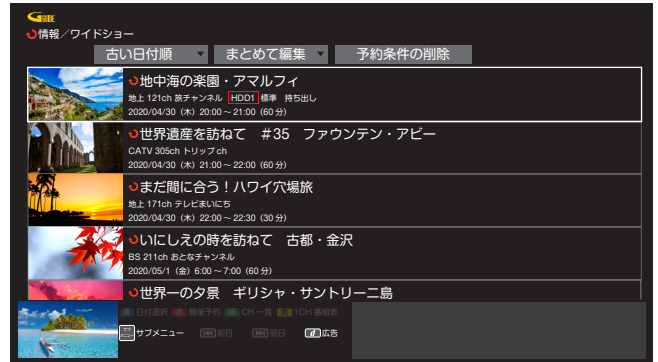 GGUIDE
情報／ワイドショー
古い日付順 ▼ まとめて編集 ▼ 予約条件の削除
地中海の楽園・アマルフィ
地上 121ch 旅チャンネル HDD1 標準 持ち出し
2020/04/30（木）20:00～21:00（60分）
世界遺産を訪ねて ＃35 ファウンテン・アビー
CATV 305ch トリップch
2020/04/30（木）21:00～22:00（60分）
まだ間に合う！ハワイ穴場旅
地上 171ch テレビまいにち
2020/04/30（木）22:00～22:30（30分）
いにしえの時を訪ねて 古都・金沢
BS 211ch おとなチャンネル
2020/05/1（金）6:00～7:00（60分）
世界一の夕景 ギリシャ・サントリーニ島
青 日付選択 赤 簡単予約 緑 CH一覧 黄 1CH番組表
サブメニュー 前日 翌日 d 広告